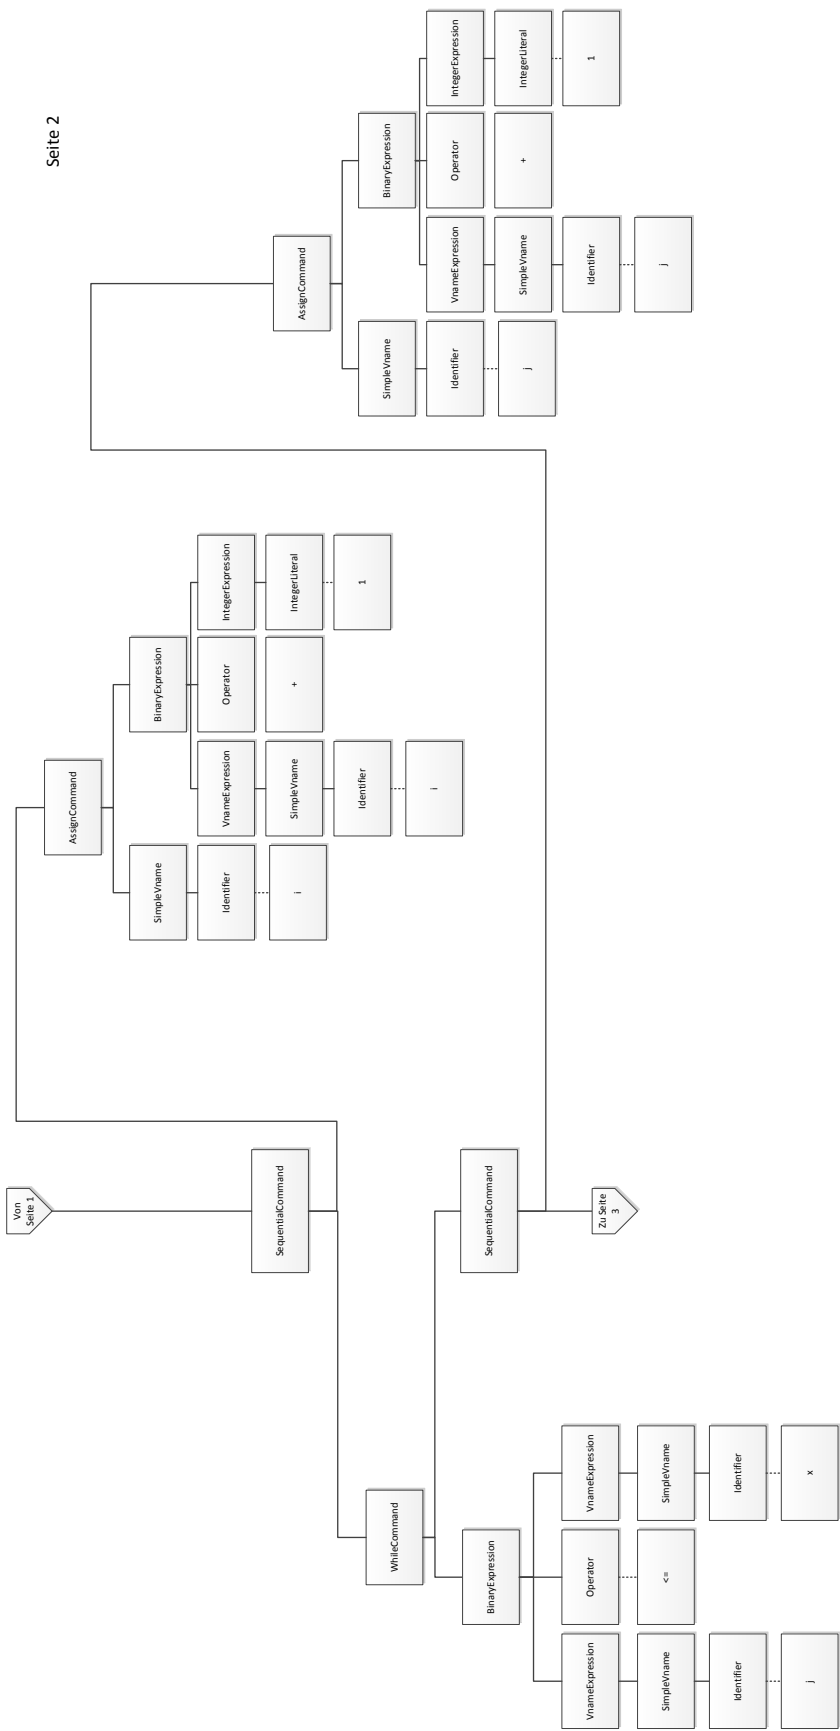 Seite 2
Von
Seite 1
SequentialCommand
WhileCommand
AssignCommand
BinaryExpression
SequentialCommand
VnameExpression
Operator
VnameExpression
SimpleVname
<=
SimpleVname
Identifier
Identifier
j
x
Zu Seite
3
SimpleVname
BinaryExpression
Identifier
VnameExpression
Operator
IntegerExpression
i
SimpleVname
+
IntegerLiteral
Identifier
1
i
AssignCommand
SimpleVname
BinaryExpression
Identifier
VnameExpression
Operator
IntegerExpression
j
SimpleVname
+
IntegerLiteral
Identifier
1
j